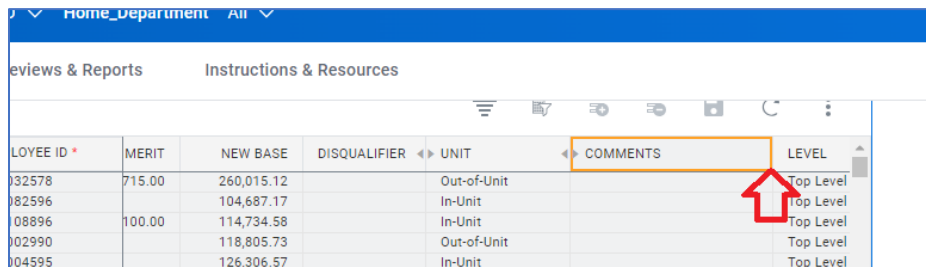 Home_Department All
eviews & Reports Instructions & Resources
LOYEE ID * MERIT NEW BASE DISQUALIFIER UNIT COMMENTS LEVEL
032578 715.00 260,015.12 Out-of-Unit Top Level
082596 104,687.17 In-Unit Top Level
108896 100.00 114,734.58 In-Unit Top Level
002990 118,805.73 Out-of-Unit Top Level
004595 126,306.57 In-Unit Top Level